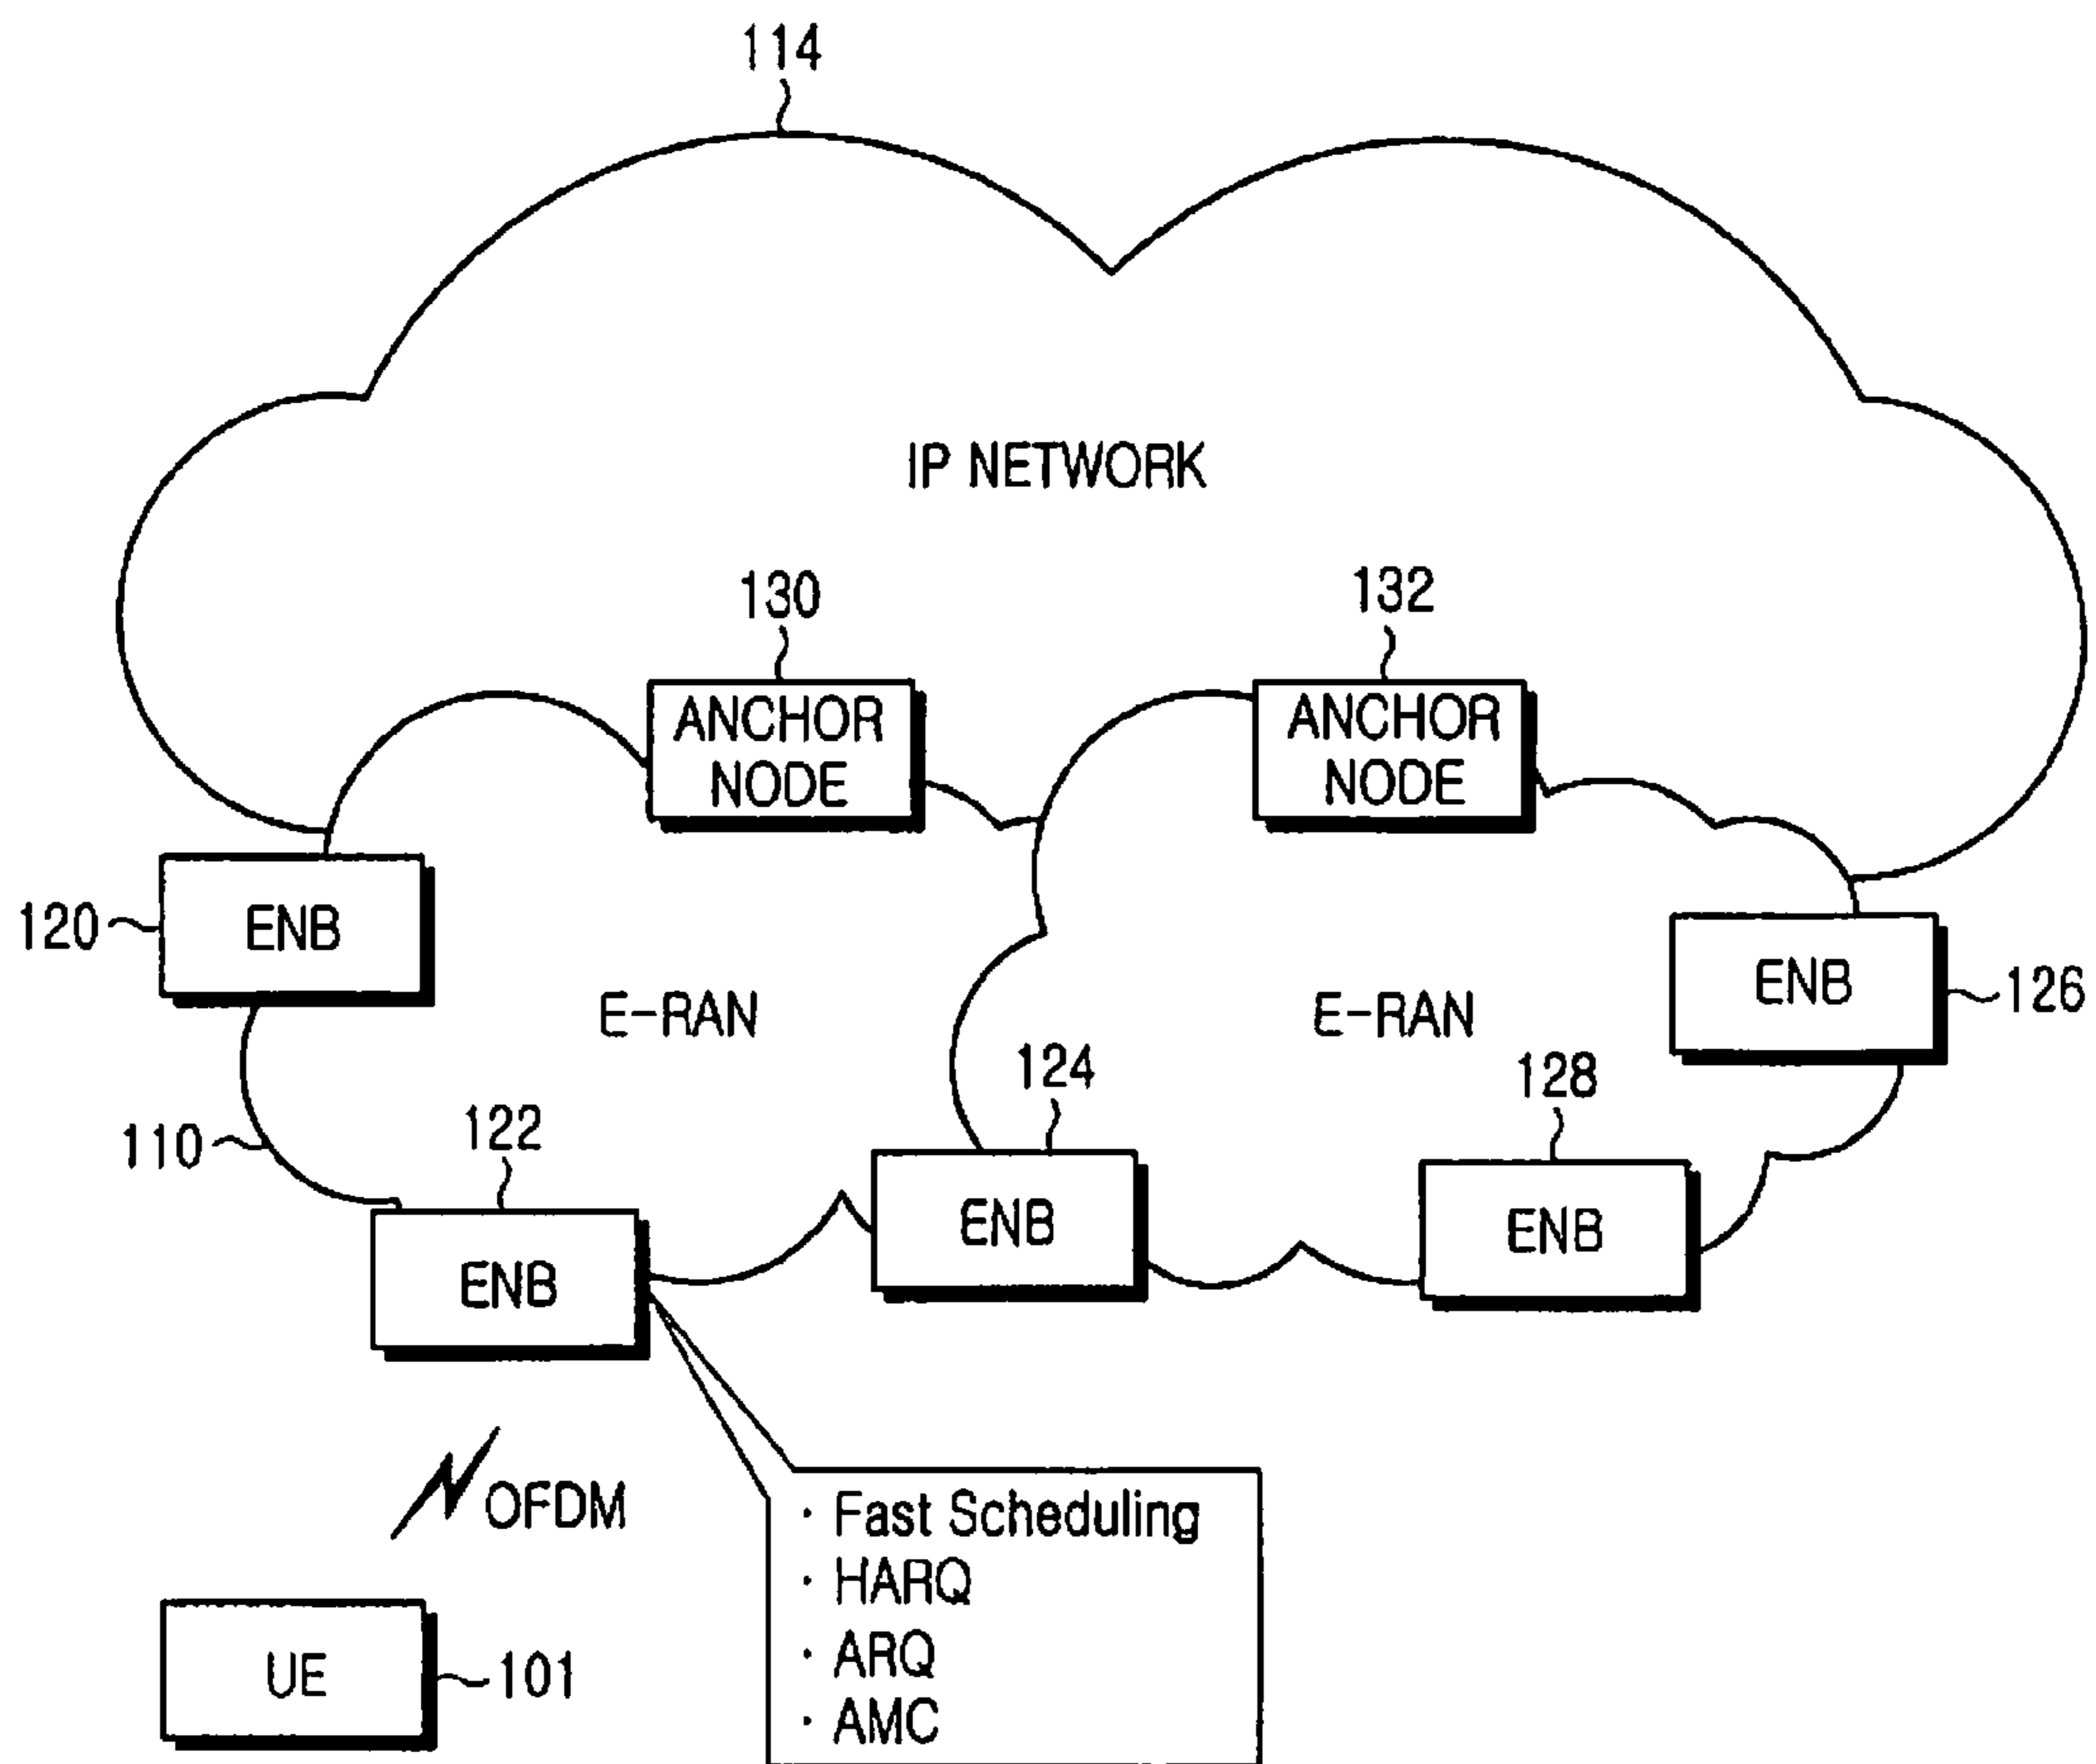 114
IP NETWORK
130
132
ANCHOR
NODE
ANCHOR
NODE
120
ENB
E-RAN
E-RAN
ENB
126
110
122
124
128
ENB
ENB
ENB
OFDM
· Fast Scheduling
· HARQ
· ARQ
· AMC
UE
101